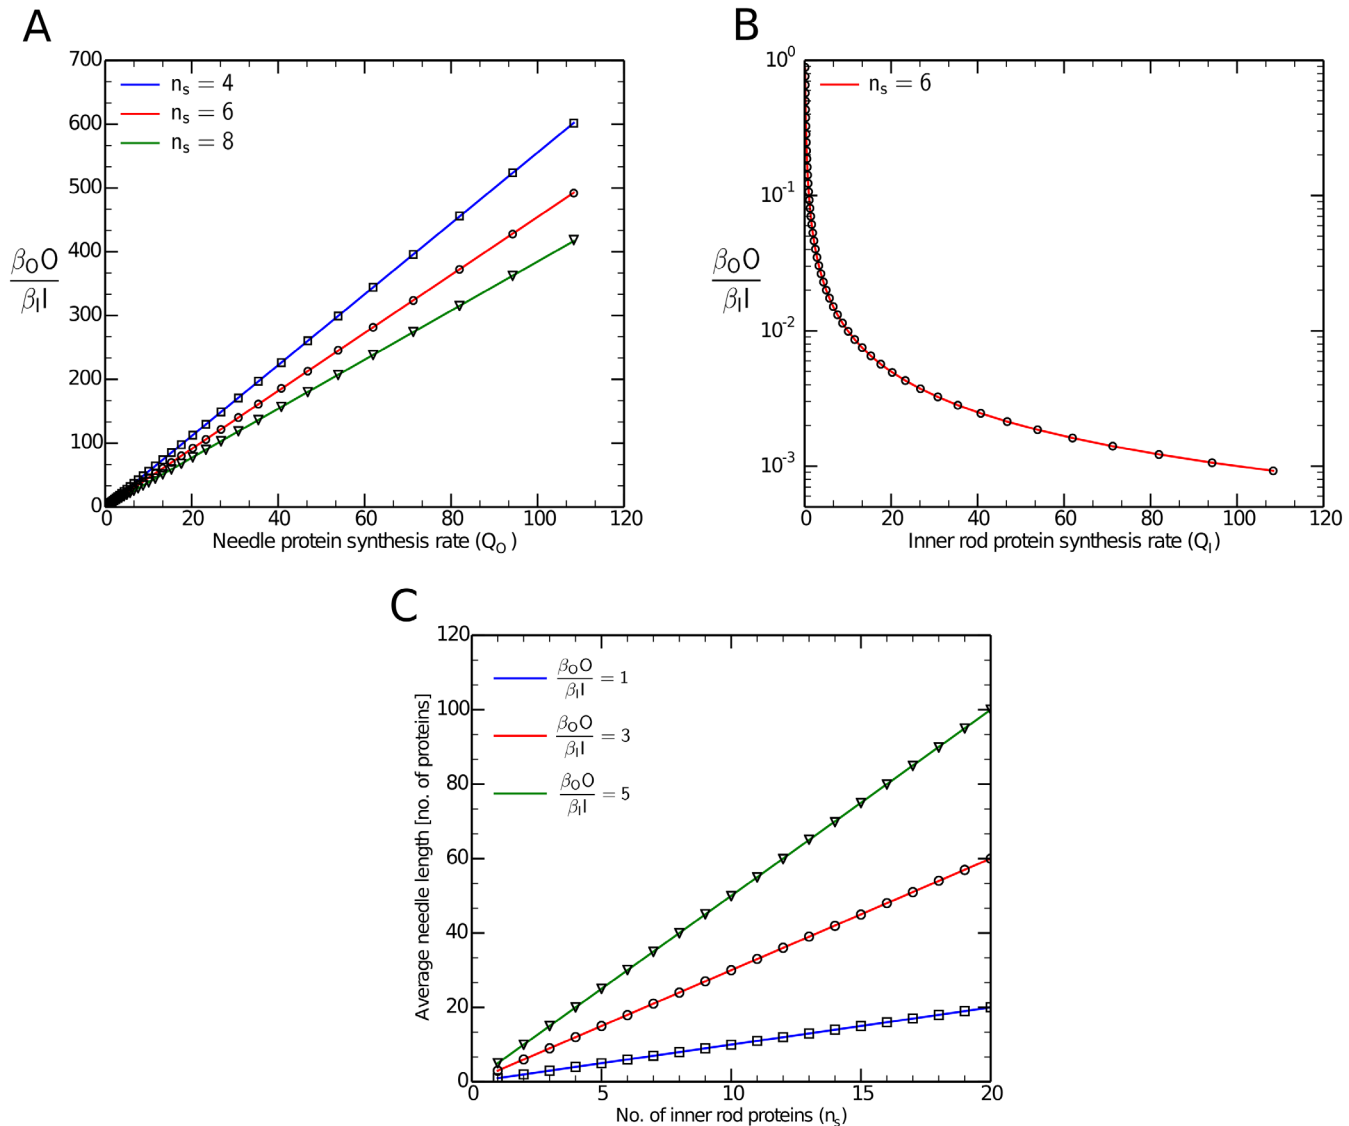 A
700
600
500
400
300
200
100
0
n_s = 4
n_s = 6
n_s = 8
β_O O
β_I I
0 20 40 60 80 100 120
Needle protein synthesis rate (Q_O )
B
10^0
10^-1
10^-2
10^-3
n_s = 6
β_O O
β_I I
0 20 40 60 80 100 120
Inner rod protein synthesis rate (Q_I)
C
120
100
80
60
40
20
0
Average needle length [no. of proteins]
β_O O / β_I I = 1
β_O O / β_I I = 3
β_O O / β_I I = 5
0 5 10 15 20
No. of inner rod proteins (n_s)